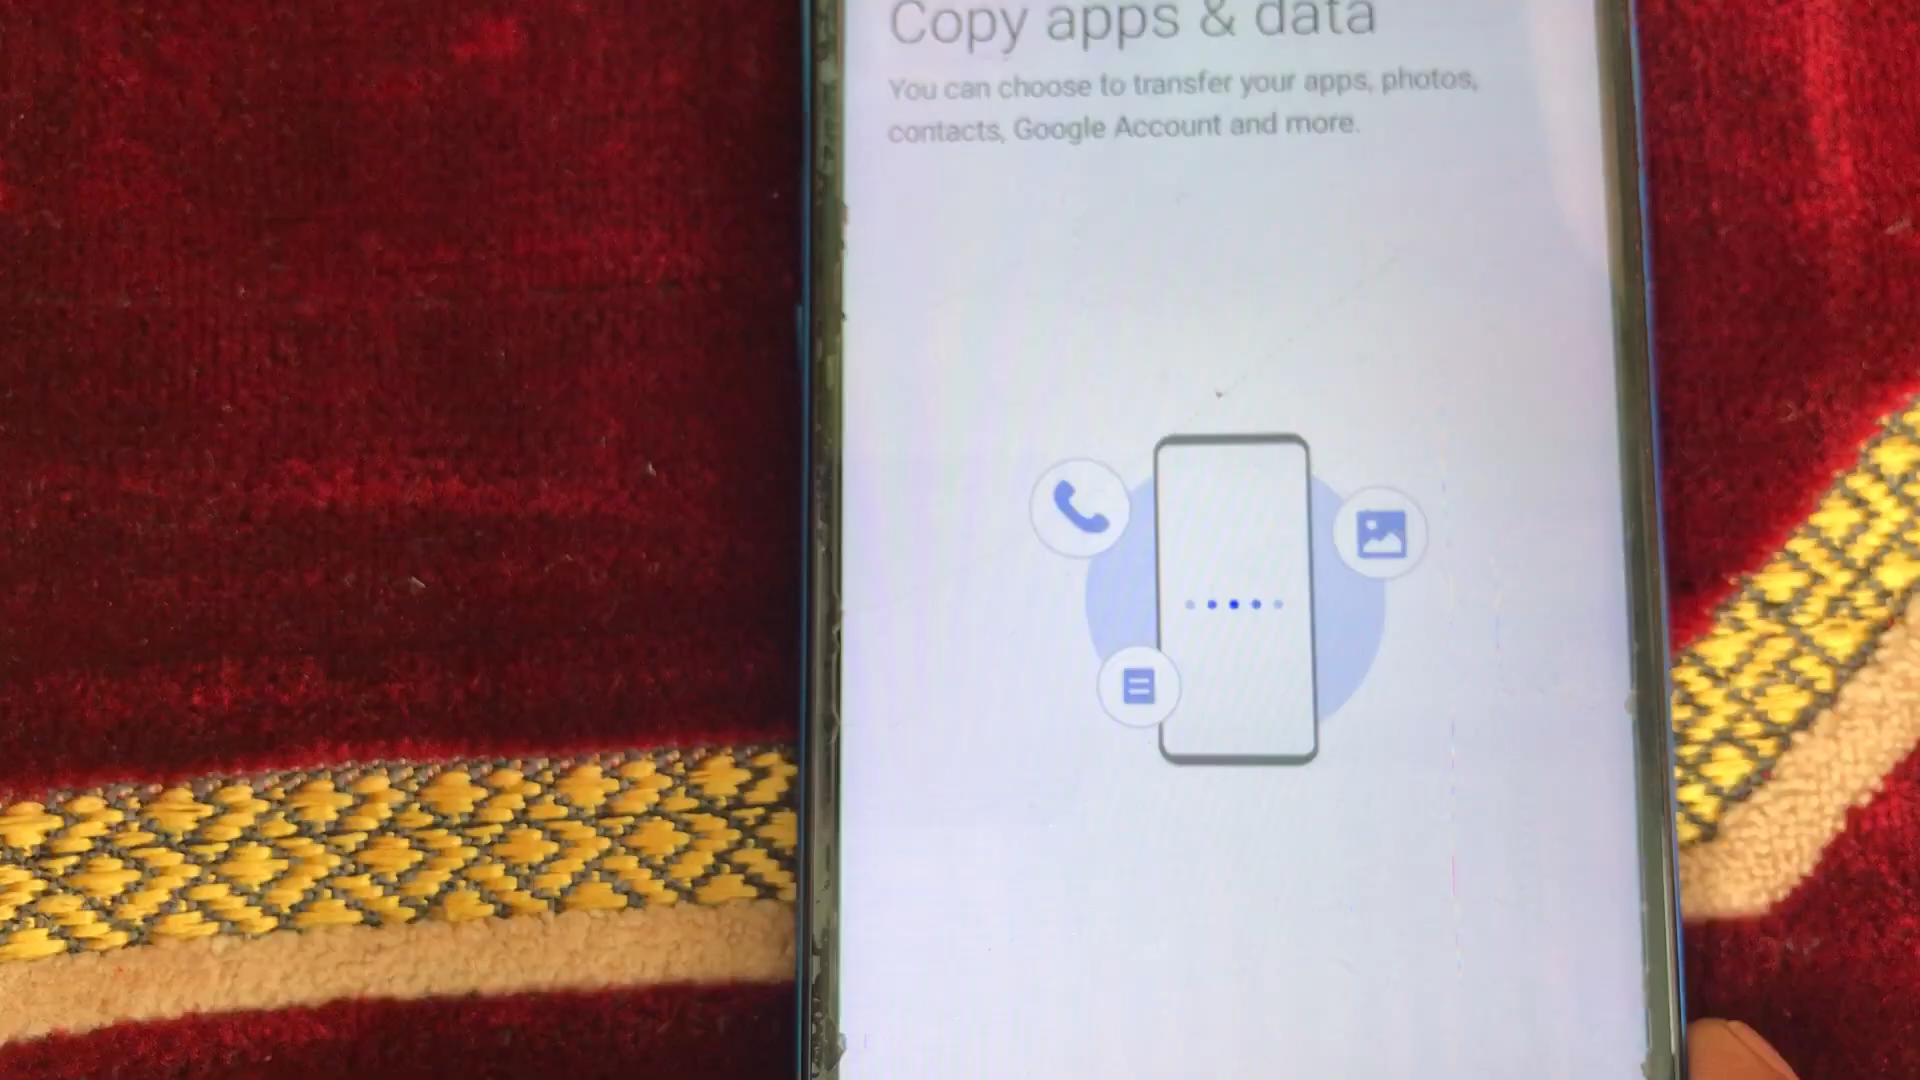 Copy apps & data
You can choose to transfer your apps, photos,
contacts, Google Account and more.